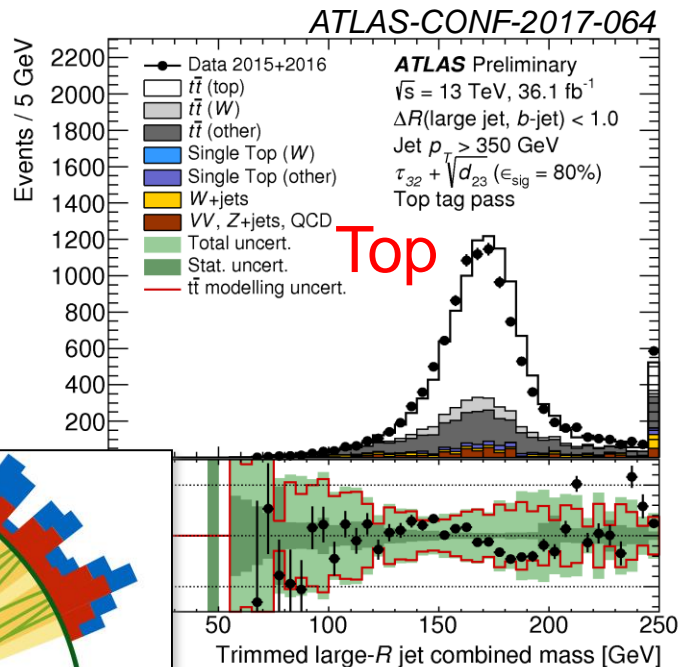 ATLAS-CONF-2017-064
Events / 5 GeV
2200
2000
1800
1600
1400
1200
1000
800
600
400
200
Data 2015+2016
tt̄ (top)
tt̄ (W)
tt̄ (other)
Single Top (W)
Single Top (other)
W+jets
VV, Z+jets, QCD
Total uncert.
Stat. uncert.
tt̄ modelling uncert.
ATLAS Preliminary
√s = 13 TeV, 36.1 fb⁻¹
ΔR(large jet, b-jet) < 1.0
Jet p_T > 350 GeV
τ₃₂ + √d₂₃ (ϵ_sig = 80%)
Top tag pass
Top
50 100 150 200 250
Trimmed large-R jet combined mass [GeV]